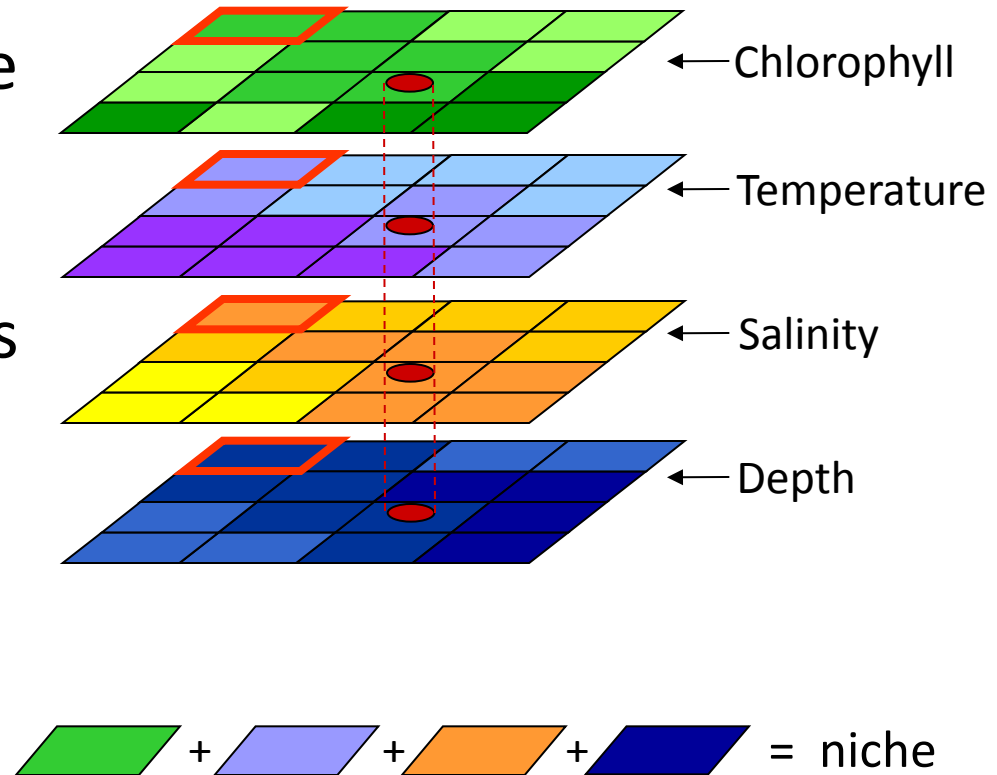 e
Chlorophyll
Temperature
s
Salinity
Depth
+ + + = niche